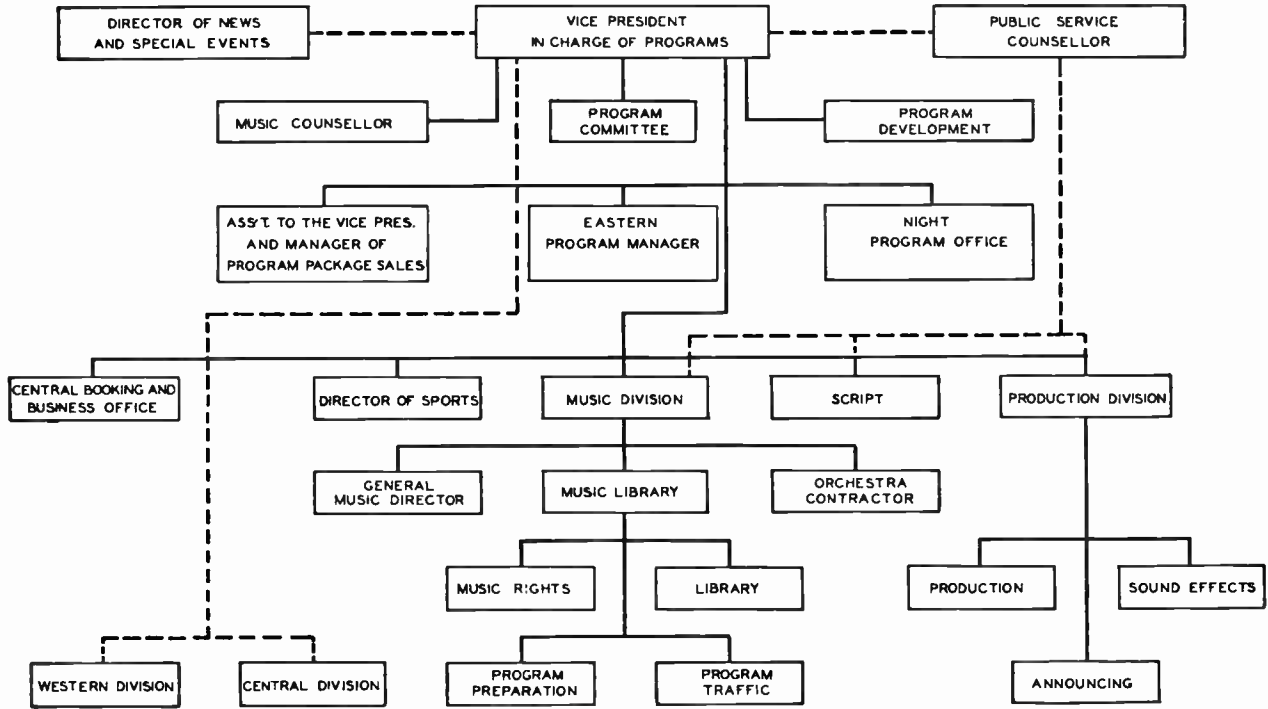 DIRECTOR OF NEWS
AND SPECIAL EVENTS
VICE PRESIDENT
IN CHARGE OF PROGRAMS
PUBLIC SERVICE
COUNSELLOR
MUSIC COUNSELLOR
PROGRAM
COMMITTEE
PROGRAM
DEVELOPMENT
ASS'T. TO THE VICE PRES.
AND MANAGER OF
PROGRAM PACKAGE SALES
EASTERN
PROGRAM MANAGER
NIGHT
PROGRAM OFFICE
CENTRAL BOOKING AND
BUSINESS OFFICE
DIRECTOR OF SPORTS
MUSIC DIVISION
SCRIPT
PRODUCTION DIVISION
GENERAL
MUSIC DIRECTOR
MUSIC LIBRARY
ORCHESTRA
CONTRACTOR
MUSIC RIGHTS
LIBRARY
PRODUCTION
SOUND EFFECTS
WESTERN DIVISION
CENTRAL DIVISION
PROGRAM
PREPARATION
PROGRAM
TRAFFIC
ANNOUNCING